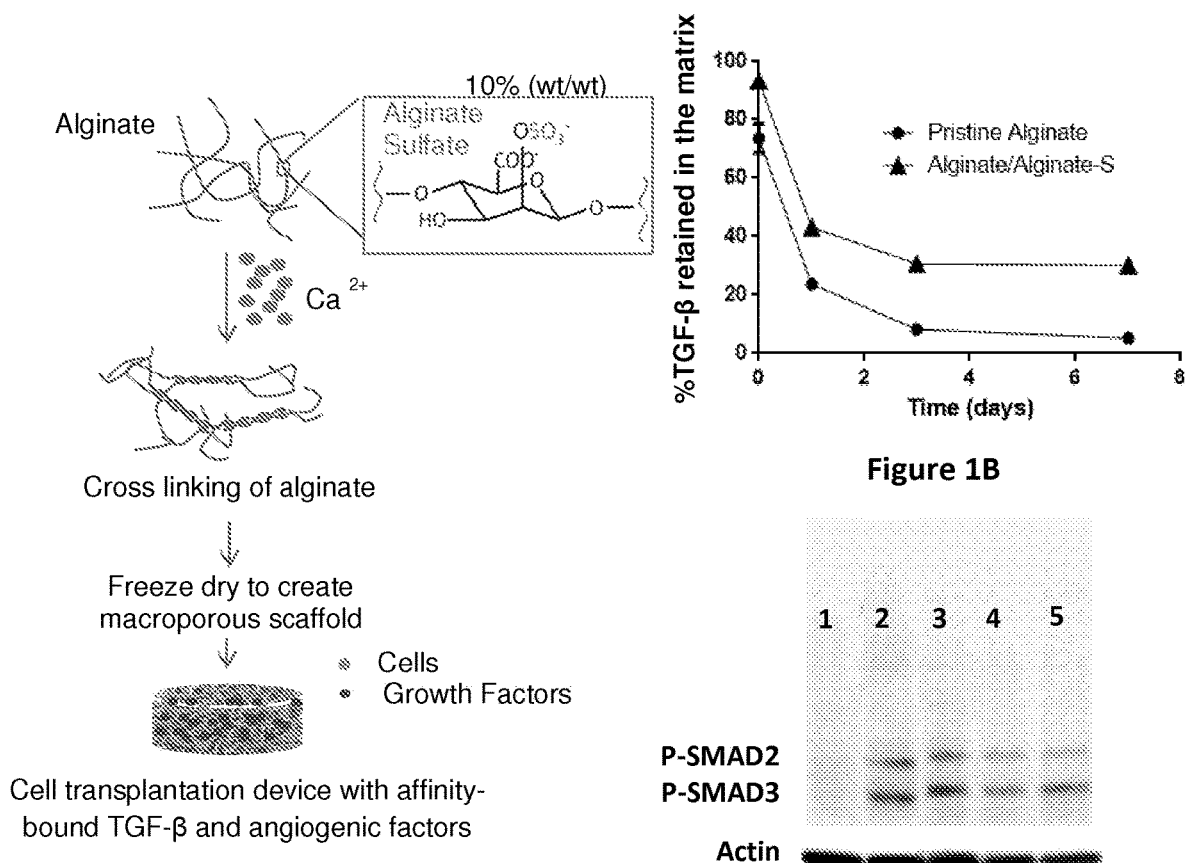 10% (wt/wt)
Alginate
Alginate
Sulfate
OSO₃⁻
COO⁻
O
O
HO
O
Ca 2+
Cross linking of alginate
Freeze dry to create
macroporous scaffold
Cells
Growth Factors
Cell transplantation device with affinity-
bound TGF-β and angiogenic factors
%TGF-β retained in the matrix
100
80
60
40
20
0
Pristine Alginate
Alginate/Alginate-S
0 2 4 6 8
Time (days)
Figure 1B
1 2 3 4 5
P-SMAD2
P-SMAD3
Actin